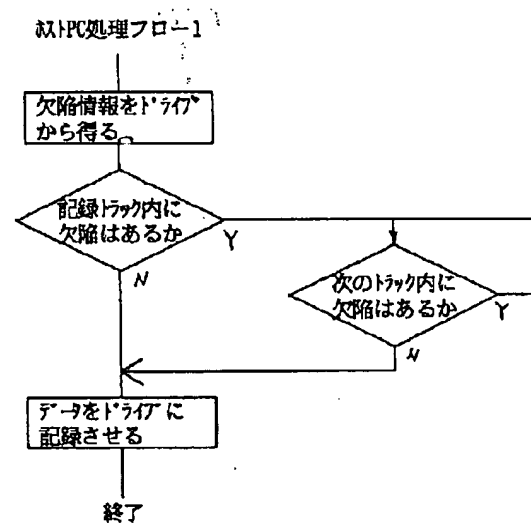 ホストPC処理フロー1
欠陥情報をドライブ
から得る
記録トラック内に
欠陥はあるか
Y
N
次のトラック内に
欠陥はあるか
Y
N
データをドライブに
記録させる
終了